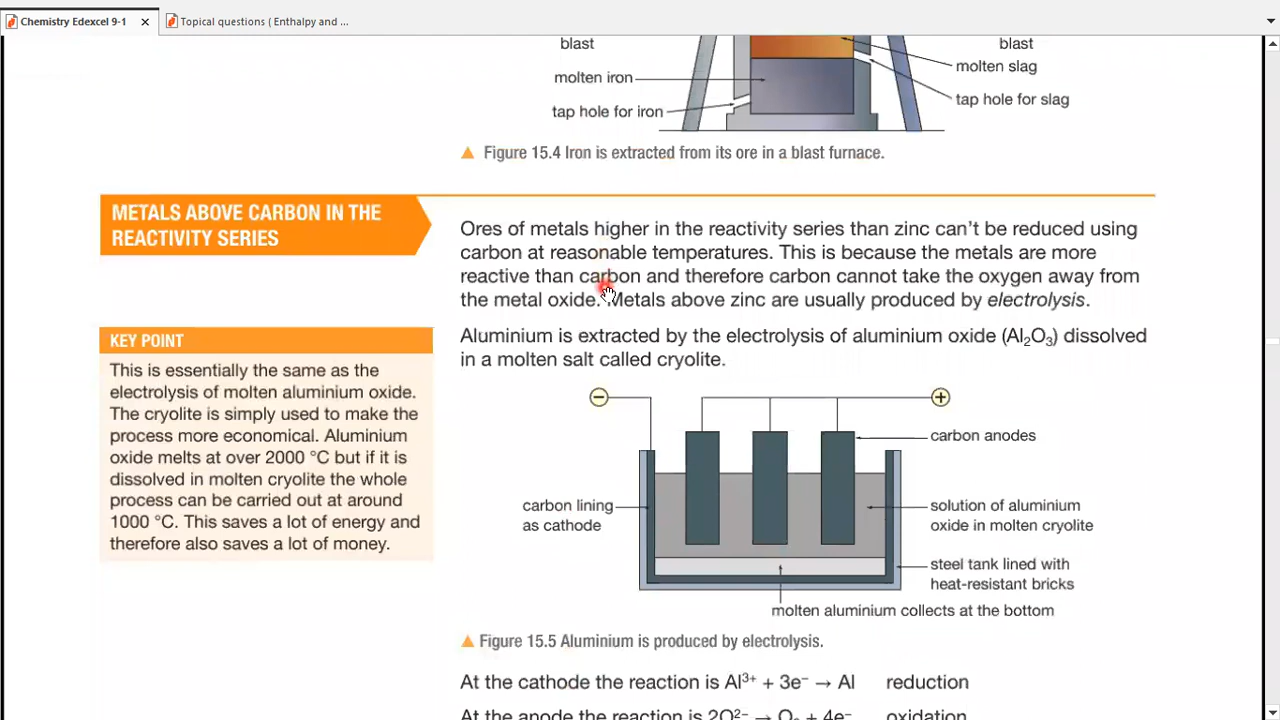 Chemistry Edexcel 9-1
Topical questions ( Enthalpy and ...
blast
blast
molten slag
molten iron
tap hole for slag
tap hole for iron
Figure 15.4 Iron is extracted from its ore in a blast furnace.
METALS ABOVE CARBON IN THE
REACTIVITY SERIES
Ores of metals higher in the reactivity series than zinc can't be reduced using
carbon at reasonable temperatures. This is because the metals are more
reactive than carbon and therefore carbon cannot take the oxygen away from
the metal oxide. Metals above zinc are usually produced by electrolysis.
KEY POINT
This is essentially the same as the
electrolysis of molten aluminium oxide.
The cryolite is simply used to make the
process more economical. Aluminium
oxide melts at over 2000 °C but if it is
dissolved in molten cryolite the whole
process can be carried out at around
1000 °C. This saves a lot of energy and
therefore also saves a lot of money.
Aluminium is extracted by the electrolysis of aluminium oxide (Al₂O₃) dissolved
in a molten salt called cryolite.
−
+
carbon anodes
carbon lining
as cathode
solution of aluminium
oxide in molten cryolite
steel tank lined with
heat-resistant bricks
molten aluminium collects at the bottom
Figure 15.5 Aluminium is produced by electrolysis.
At the cathode the reaction is Al³⁺ + 3e⁻ → Al reduction
At the anode the reaction is 2O²⁻ → O₂ + 4e⁻ oxidation